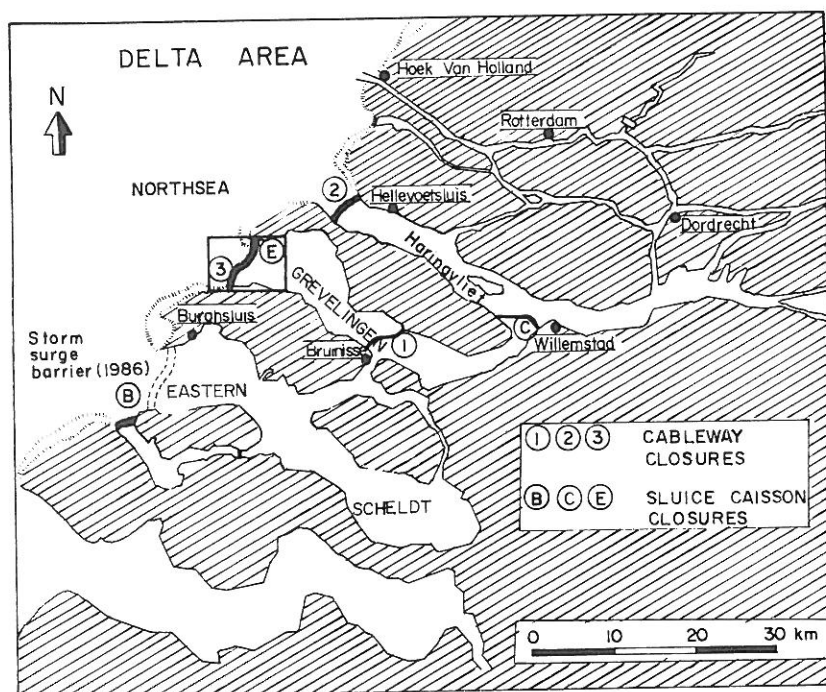 DELTA AREA
Hoek Van Holland
N
Rotterdam
NORTHSEA
2
Hellevoetsluis
Dordrecht
Haringvliet
E
3
GREVELINGEN
Burghsluis
C
Willemstad
1
Bruinisse
Storm
surge
barrier (1986)
B
EASTERN
SCHELDT
1 2 3 CABLEWAY
CLOSURES
B C E SLUICE CAISSON
CLOSURES
0 10 20 30 km